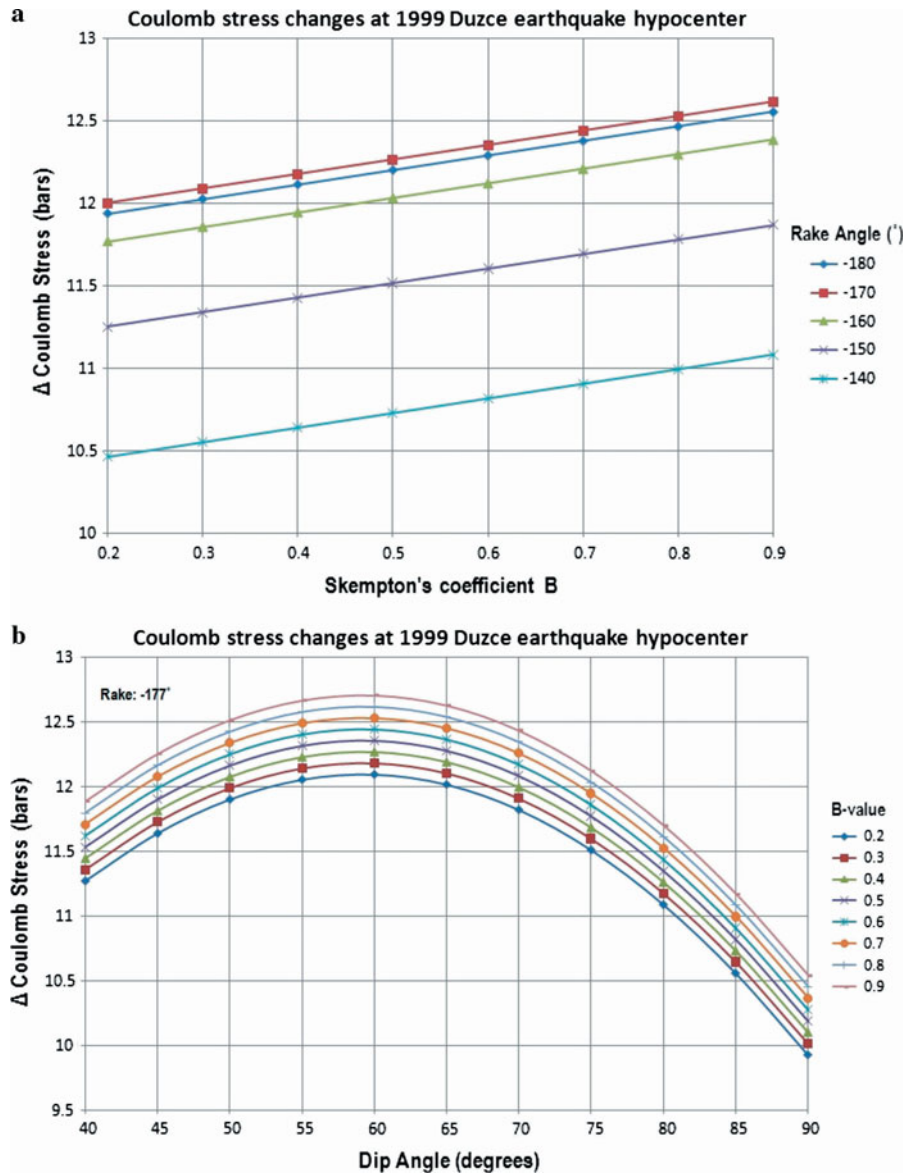 a
Coulomb stress changes at 1999 Duzce earthquake hypocenter
13
12.5
12
11.5
11
10.5
10
Δ Coulomb Stress (bars)
0.2 0.3 0.4 0.5 0.6 0.7 0.8 0.9
Skempton's coefficient B
Rake Angle (°)
-180
-170
-160
-150
-140
b
Coulomb stress changes at 1999 Duzce earthquake hypocenter
Rake: -177°
13
12.5
12
11.5
11
10.5
10
9.5
Δ Coulomb Stress (bars)
40 45 50 55 60 65 70 75 80 85 90
Dip Angle (degrees)
B-value
0.2
0.3
0.4
0.5
0.6
0.7
0.8
0.9